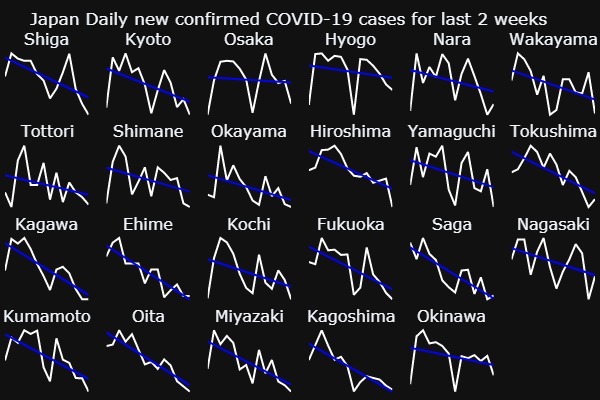 Japan Daily new confirmed COVID-19 cases for last 2 weeks
Shiga Kyoto Osaka Hyogo Nara Wakayama
Tottori Shimane Okayama Hiroshima Yamaguchi Tokushima
Kagawa Ehime Kochi Fukuoka Saga Nagasaki
Kumamoto Oita Miyazaki Kagoshima Okinawa